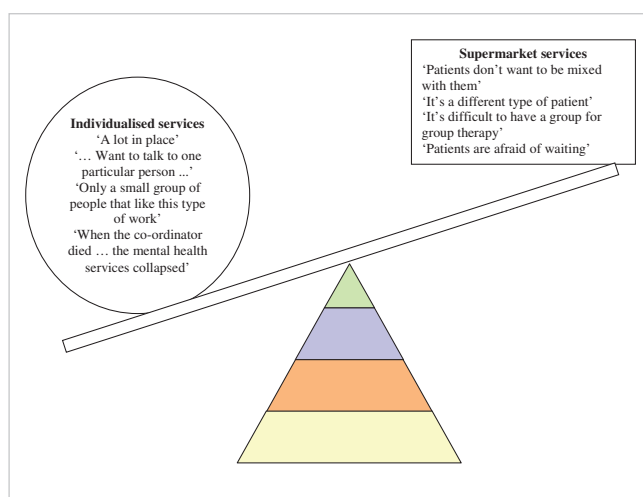 Individualised services
‘A lot in place’
‘… Want to talk to one
particular person ...’
‘Only a small group of
people that like this type
of work’
‘When the co-ordinator
died … the mental health
services collapsed’
Supermarket services
‘Patients don’t want to be mixed
with them’
‘It’s a different type of patient’
‘It’s difficult to have a group for
group therapy’
‘Patients are afraid of waiting’